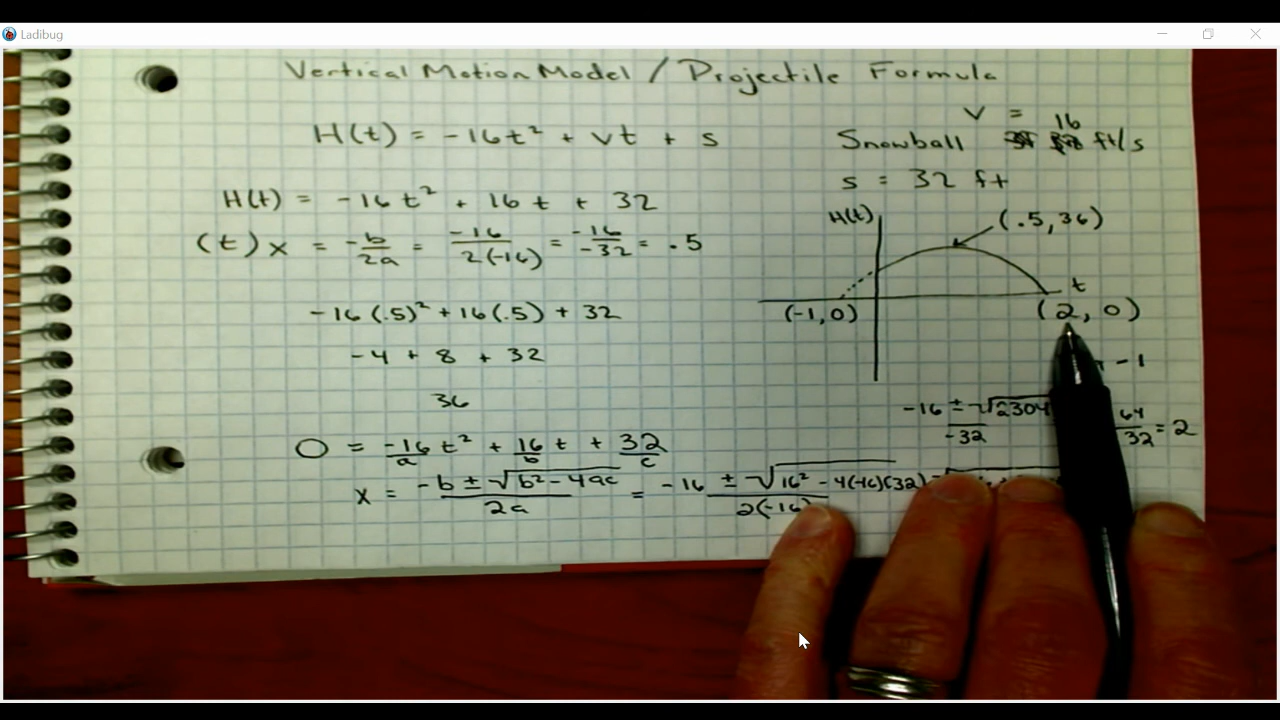 Ladibug
Vertical Motion Model / Projectile Formula
H(t) = -16t² + vt + s
v = 16
Snowball ft/s
s = 32 ft
H(t) = -16t² + 16t + 32
(t) x = -b/2a = -16/2(-16) = -16/-32 = .5
-16(.5)² + 16(.5) + 32
-4 + 8 + 32
36
H(t)
(.5, 36)
t
(-1, 0)
(2, 0)
-1
-16 ± √2304
-32
64/32 = 2
0 = -16t² + 16t + 32
a b c
x = -b ± √b² - 4ac / 2a = -16 ± √16² - 4(-16)(32) / 2(-16)